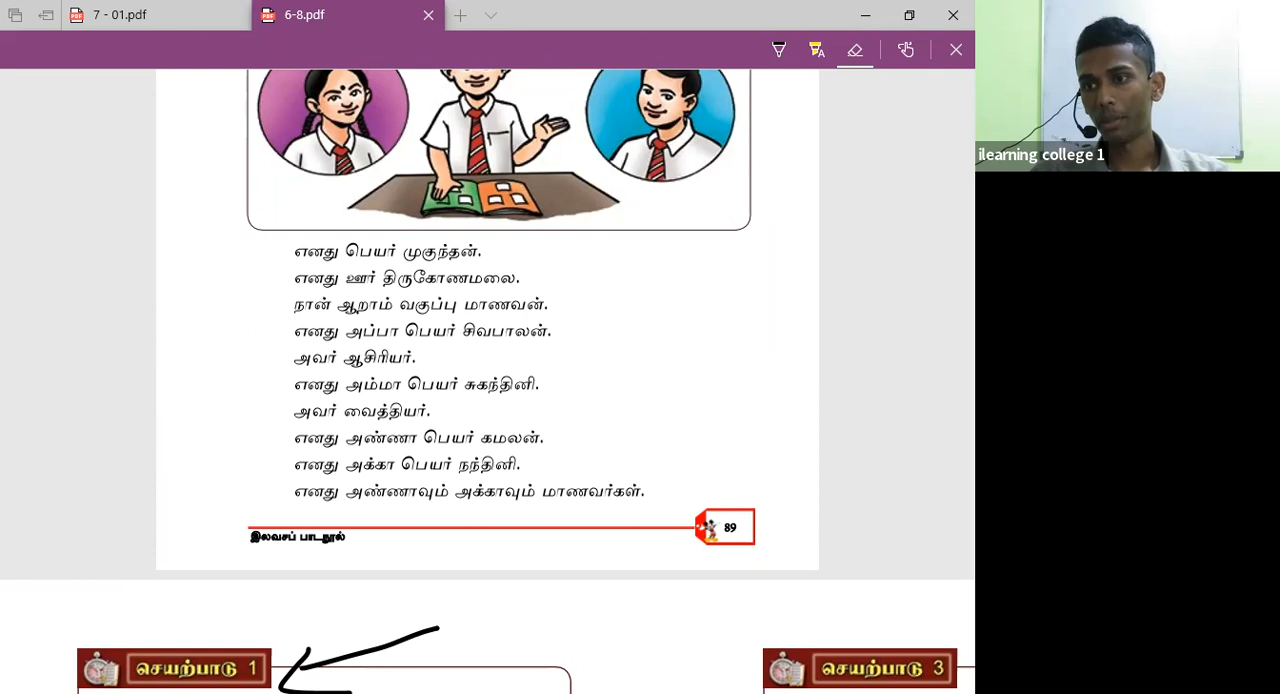 7 - 01.pdf
6-8.pdf
ilearning college 1
எனது பெயர் முகுந்தன்.
எனது ஊர் திருகோணமலை.
நான் ஆறாம் வகுப்பு மாணவன்.
எனது அப்பா பெயர் சிவபாலன்.
அவர் ஆசிரியர்.
எனது அம்மா பெயர் சுகந்தினி.
அவர் வைத்தியர்.
எனது அண்ணா பெயர் கமலன்.
எனது அக்கா பெயர் நந்தினி.
எனது அண்ணாவும் அக்காவும் மாணவர்கள்.
89
இலவசப் பாடநூல்
செயற்பாடு 1
செயற்பாடு 3